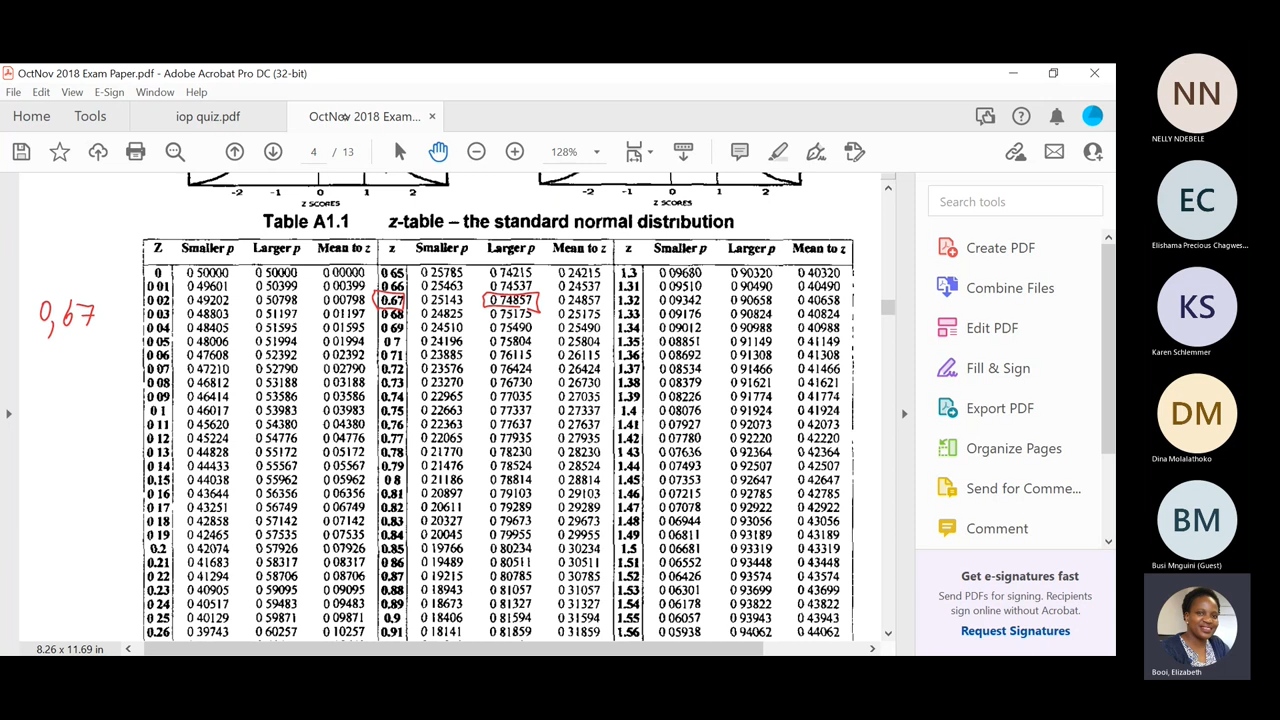 OctNov 2018 Exam Paper.pdf - Adobe Acrobat Pro DC (32-bit)
File Edit View E-Sign Window Help
Home Tools iop quiz.pdf OctNov 2018 Exam... ×
4 / 13 128%
-2 -1 0 1 2 -2 -1 0 1 2
Z SCORES Z SCORES
Table A1.1 z-table – the standard normal distribution
Z Smaller p Larger p Mean to z z Smaller p Larger p Mean to z z Smaller p Larger p Mean to z
0 0 50000 0 50000 0.00000 0 65 0 25785 0 74215 0 24215 1.3 0 09680 0 90320 0 40320
0 01 0 49601 0 50399 0 00399 0 66 0 25463 0 74537 0 24537 1.31 0 09510 0 90490 0 40490
0 02 0 49202 0 50798 0 00798 0.67 0 25143 0 74857 0 24857 1.32 0 09342 0 90658 0 40658
0 03 0 48803 0 51197 0 01197 0 68 0 24825 0 75175 0 25175 1.33 0 09176 0 90824 0 40824
0 04 0 48405 0 51595 0 01595 0 69 0 24510 0 75490 0 25490 1.34 0 09012 0 90988 0 40988
0 05 0 48006 0 51994 0 01994 0 7 0 24196 0 75804 0 25804 1.35 0 08851 0 91149 0 41149
0 06 0 47608 0 52392 0 02392 0.71 0 23885 0 76115 0 26115 1.36 0 08692 0 91308 0 41308
0 07 0 47210 0 52790 0 02790 0.72 0 23576 0 76424 0 26424 1.37 0 08534 0 91466 0 41466
0 08 0 46812 0 53188 0 03188 0.73 0 23270 0 76730 0 26730 1.38 0 08379 0 91621 0 41621
0 09 0 46414 0 53586 0 03586 0.74 0 22965 0 77035 0 27035 1.39 0 08226 0 91774 0 41774
0 1 0 46017 0 53983 0 03983 0.75 0 22663 0 77337 0 27337 1.4 0 08076 0 91924 0 41924
0 11 0 45620 0 54380 0 04380 0.76 0 22363 0 77637 0 27637 1.41 0 07927 0 92073 0 42073
0 12 0 45224 0 54776 0 04776 0.77 0 22065 0 77935 0 27935 1.42 0 07780 0 92220 0 42220
0 13 0 44828 0 55172 0 05172 0.78 0 21770 0 78230 0 28230 1 43 0 07636 0 92364 0 42364
0 14 0 44433 0 55567 0 05567 0.79 0 21476 0 78524 0 28524 1.44 0 07493 0 92507 0 42507
0.15 0 44038 0 55962 0 05962 0 8 0 21186 0 78814 0 28814 1.45 0 07353 0 92647 0 42647
0 16 0 43644 0 56356 0 06356 0.81 0 20897 0 79103 0 29103 1.46 0 07215 0 92785 0 42785
0 17 0 43251 0 56749 0 06749 0.82 0 20611 0 79289 0 29289 1.47 0 07078 0 92922 0 42922
0 18 0 42858 0 57142 0 07142 0.83 0 20327 0 79673 0 29673 1.48 0 06944 0 93056 0 43056
0 19 0 42465 0 57535 0 07535 0.84 0 20045 0 79955 0 29955 1.49 0 06811 0 93189 0 43189
0.2 0 42074 0 57926 0 07926 0.85 0 19766 0 80234 0 30234 1.5 0 06681 0 93319 0 43319
0.21 0 41683 0 58317 0 08317 0 86 0 19489 0 80511 0 30511 1.51 0 06552 0 93448 0 43448
0 22 0 41294 0 58706 0 08706 0.87 0 19215 0 80785 0 30785 1.52 0 06426 0 93574 0 43574
0.23 0 40905 0 59095 0 09095 0.88 0 18943 0 81057 0 31057 1.53 0 06301 0 93699 0 43699
0.24 0 40517 0 59483 0 09483 0.89 0 18673 0 81327 0 31327 1.54 0 06178 0 93822 0 43822
0 25 0 40129 0 59871 0 09871 0.9 0 18406 0 81594 0 31594 1.55 0 06057 0 93943 0 43943
0.26 0 39743 0 60257 0 10257 0.91 0 18141 0 81859 0 31859 1.56 0 05938 0 94062 0 44062
0,67
8.26 x 11.69 in
Search tools
Create PDF
Combine Files
Edit PDF
Fill & Sign
Export PDF
Organize Pages
Send for Comme...
Comment
Get e-signatures fast
Send PDFs for signing. Recipients
sign online without Acrobat.
Request Signatures
NN
NELLY NDEBELE
EC
Elishama Precious Chagwes...
KS
Karen Schlemmer
DM
Dina Molalathoko
BM
Busi Mnguini (Guest)
Booi, Elizabeth